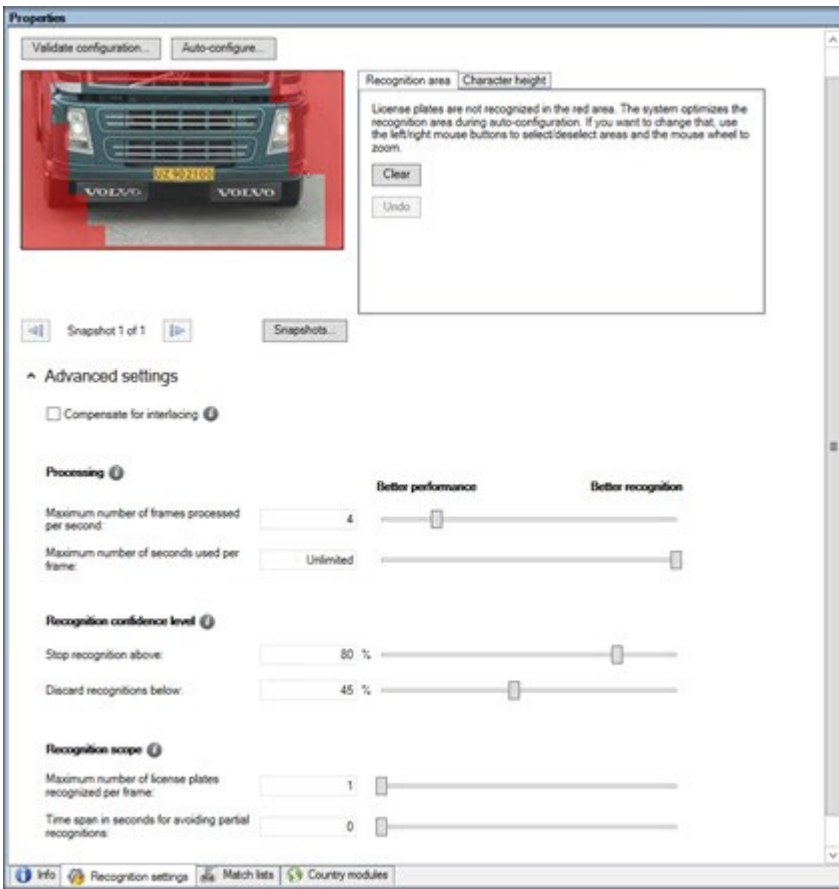 Properties
Validate configuration...
Auto-configure...
Recognition area
Character height
License plates are not recognized in the red area. The system optimizes the
recognition area during auto-configuration. If you want to change that, use
the left/right mouse buttons to select/deselect areas and the mouse wheel to
zoom.
Clear
Undo
UZ 902100
VOLVO VOLVO
Snapshot 1 of 1
Snapshots...
Advanced settings
Compensate for interlacing
Processing
Better performance Better recognition
Maximum number of frames processed
per second:
4
Maximum number of seconds used per
frame:
Unlimited
Recognition confidence level
Stop recognition above: 80 %
Discard recognitions below: 45 %
Recognition scope
Maximum number of license plates
recognized per frame:
1
Time span in seconds for avoiding partial
recognitions:
0
Info Recognition settings Match lists Country modules